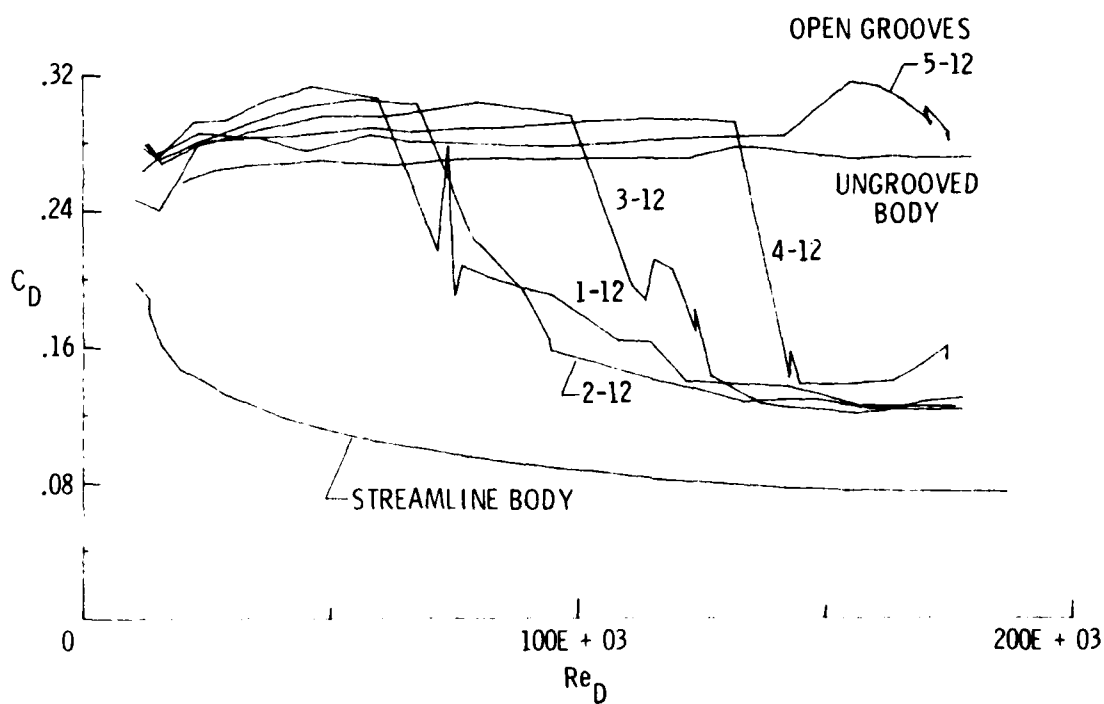 OPEN GROOVES
5-12
.32
UNGROOVED
BODY
3-12
.24
4-12
C_D
1-12
.16
2-12
.08
STREAMLINE BODY
0
100E + 03
200E + 03
Re_D